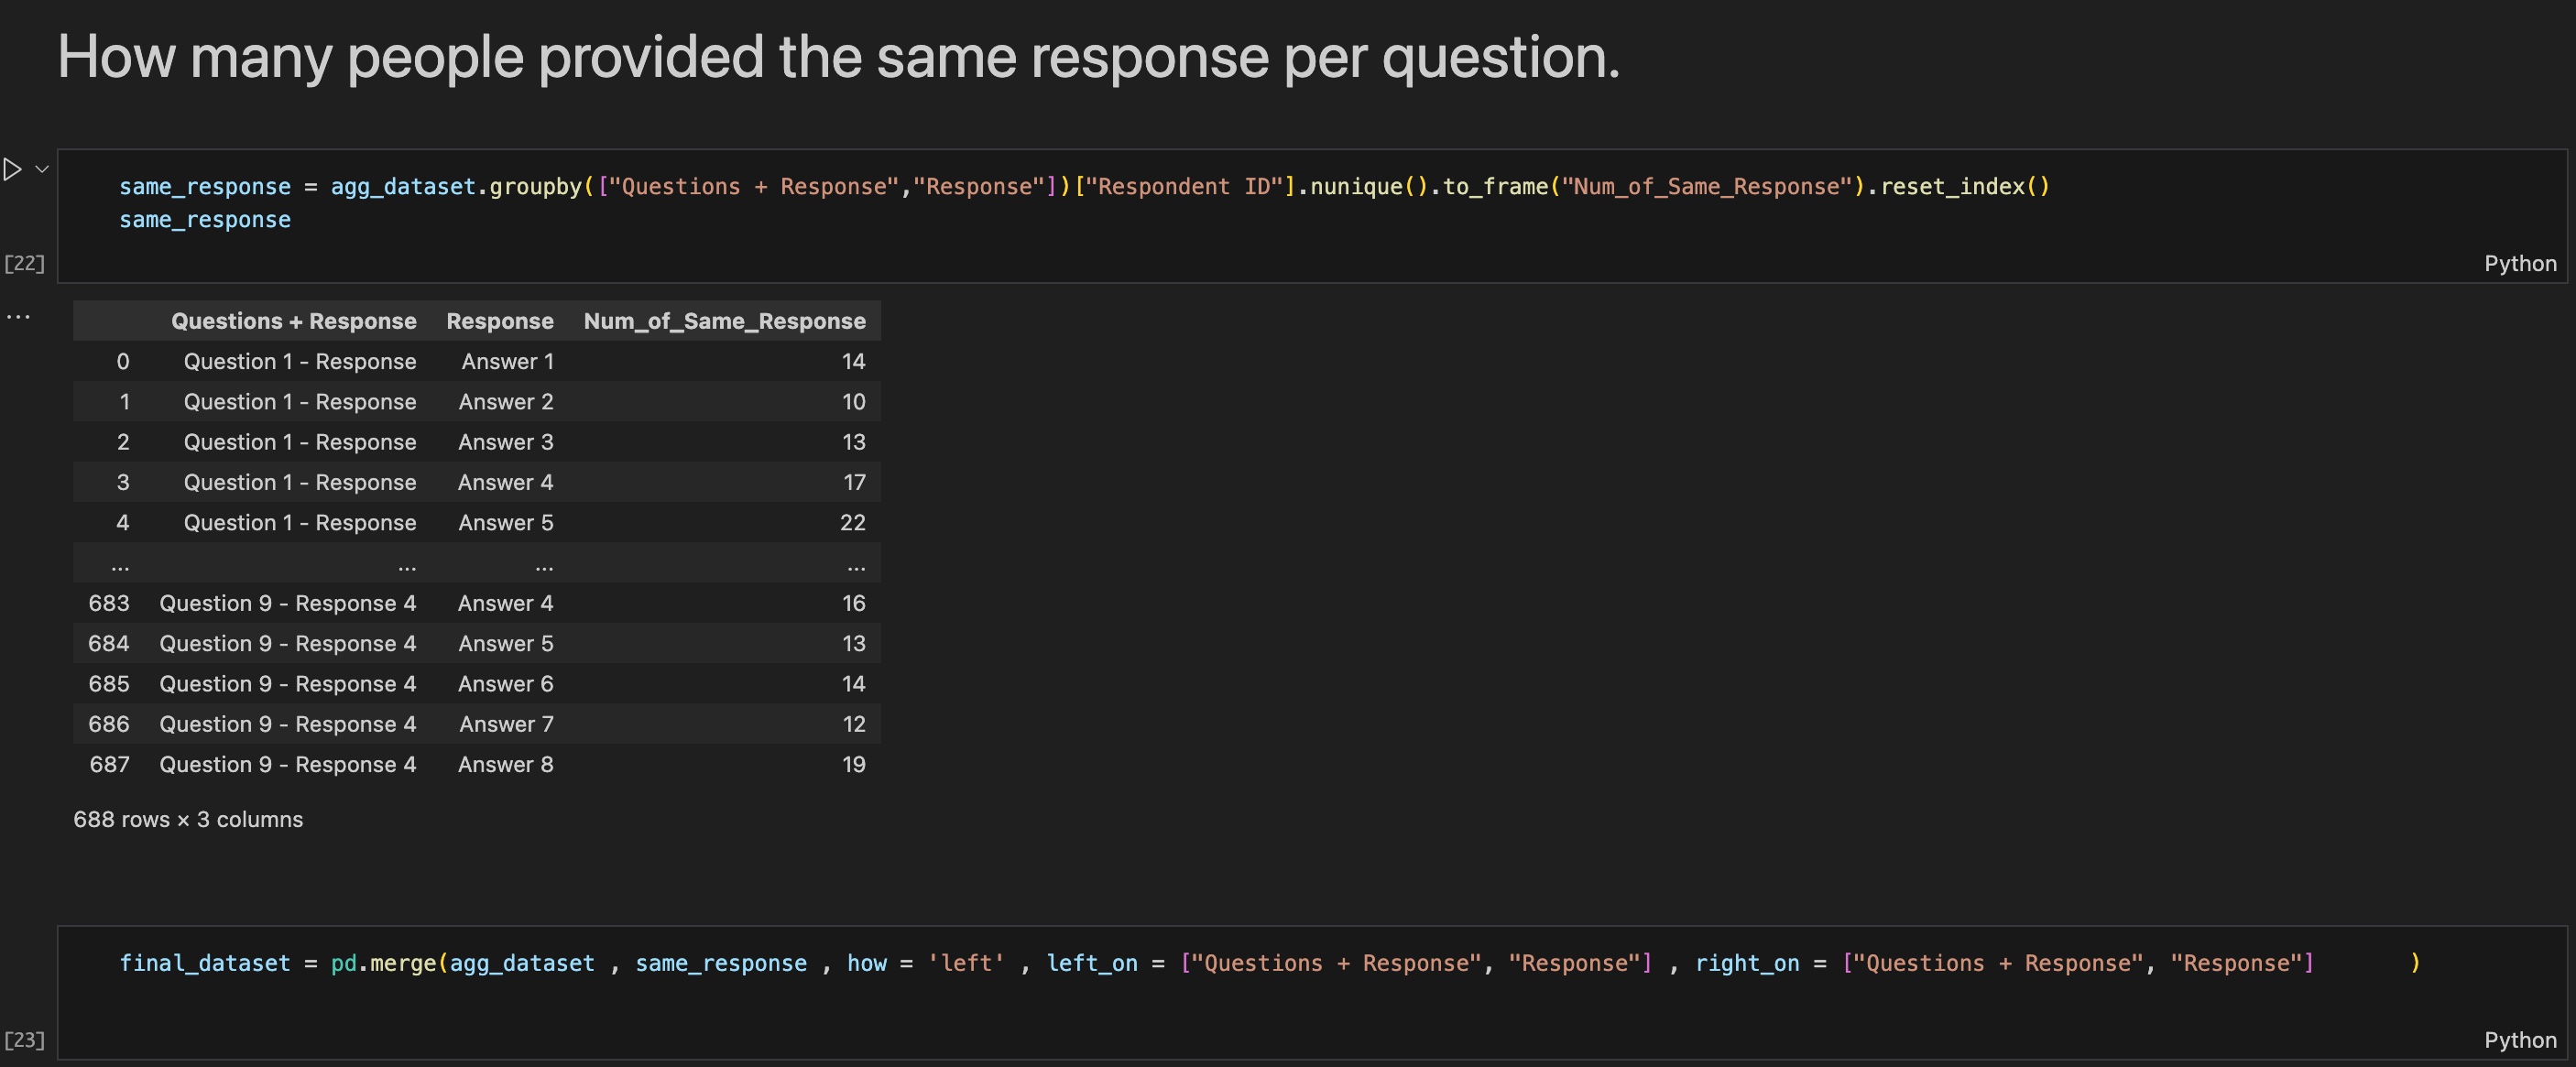 How many people provided the same response per question.
same_response = agg_dataset.groupby(["Questions + Response","Response"])["Respondent ID"].nunique().to_frame("Num_of_Same_Response").reset_index()
same_response
[22]
Python
...
Questions + Response Response Num_of_Same_Response
0 Question 1 - Response Answer 1 14
1 Question 1 - Response Answer 2 10
2 Question 1 - Response Answer 3 13
3 Question 1 - Response Answer 4 17
4 Question 1 - Response Answer 5 22
... ... ... ...
683 Question 9 - Response 4 Answer 4 16
684 Question 9 - Response 4 Answer 5 13
685 Question 9 - Response 4 Answer 6 14
686 Question 9 - Response 4 Answer 7 12
687 Question 9 - Response 4 Answer 8 19
688 rows × 3 columns
final_dataset = pd.merge(agg_dataset , same_response , how = 'left' , left_on = ["Questions + Response", "Response"] , right_on = ["Questions + Response", "Response"] )
[23]
Python